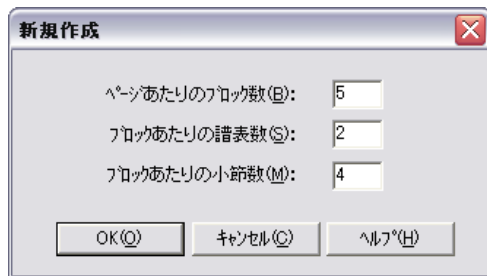 新規作成
ﾍﾟｰｼﾞあたりのﾌﾞﾛｯｸ数(B): 5
ﾌﾞﾛｯｸあたりの譜表数(S): 2
ﾌﾞﾛｯｸあたりの小節数(M): 4
OK(O) ｷｬﾝｾﾙ(C) ﾍﾙﾌﾟ(H)